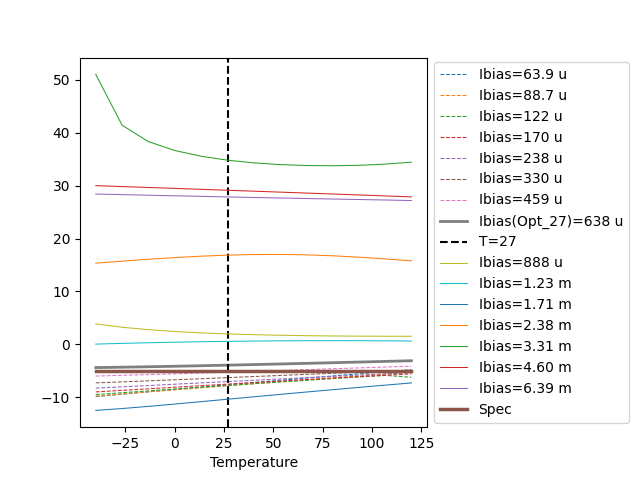 50
40
30
20
10
0
−10
−25
0
25
50
75
100
125
Temperature
Ibias=63.9 u
Ibias=88.7 u
Ibias=122 u
Ibias=170 u
Ibias=238 u
Ibias=330 u
Ibias=459 u
Ibias(Opt_27)=638 u
T=27
Ibias=888 u
Ibias=1.23 m
Ibias=1.71 m
Ibias=2.38 m
Ibias=3.31 m
Ibias=4.60 m
Ibias=6.39 m
Spec